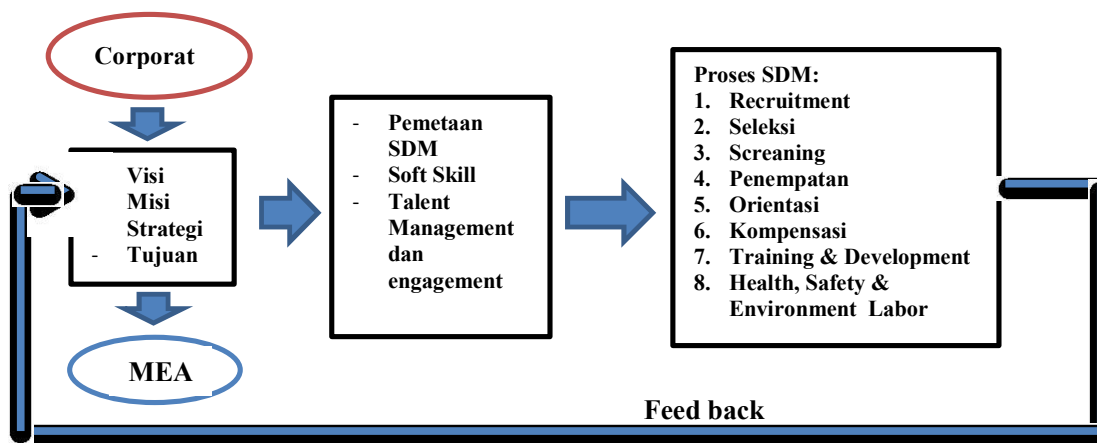 Corporat
Visi
Misi
Strategi
- Tujuan
MEA
- Pemetaan
SDM
- Soft Skill
- Talent
Management
dan
engagement
Proses SDM:
1. Recruitment
2. Seleksi
3. Screaning
4. Penempatan
5. Orientasi
6. Kompensasi
7. Training & Development
8. Health, Safety &
Environment Labor
Feed back